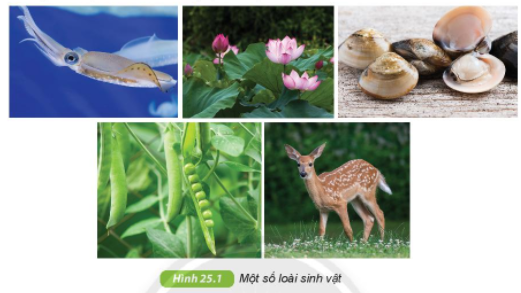 Hình 25.1 Một số loài sinh vật